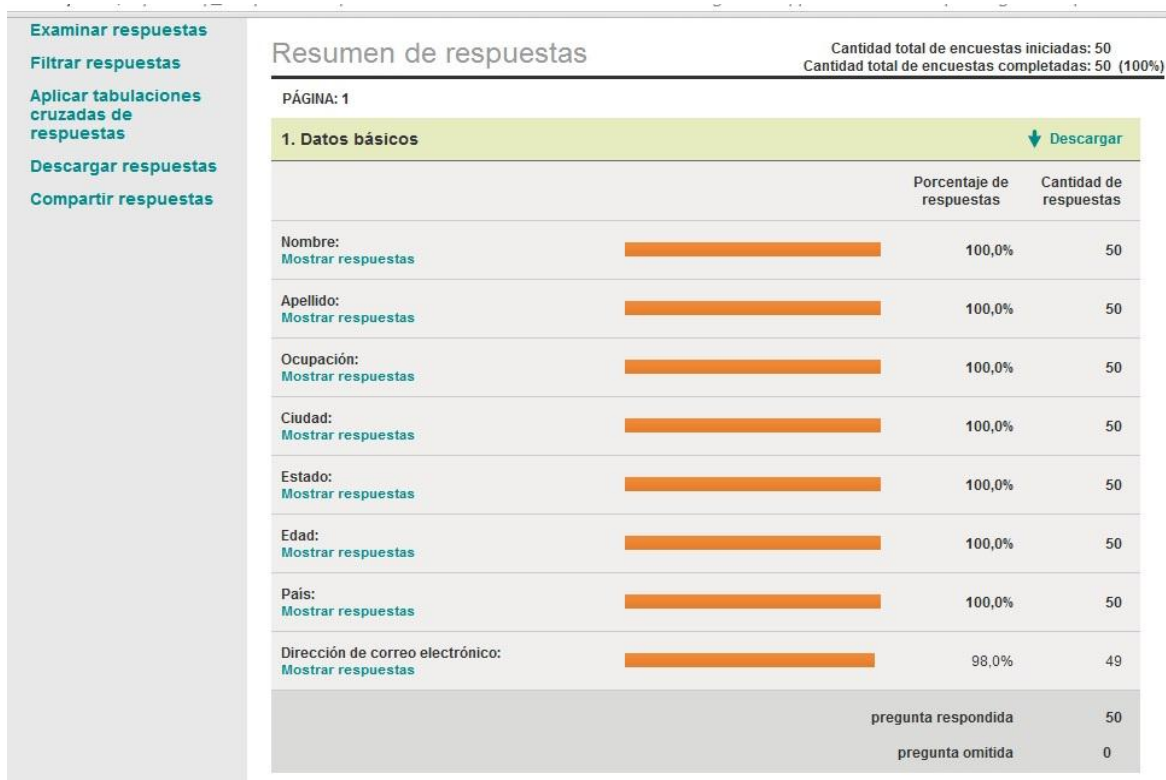 Examinar respuestas
Filtrar respuestas
Aplicar tabulaciones
cruzadas de
respuestas
Descargar respuestas
Compartir respuestas
Resumen de respuestas
Cantidad total de encuestas iniciadas: 50
Cantidad total de encuestas completadas: 50 (100%)
PÁGINA: 1
1. Datos básicos
Descargar
Porcentaje de
respuestas
Cantidad de
respuestas
Nombre:
Mostrar respuestas
100,0%
50
Apellido:
Mostrar respuestas
100,0%
50
Ocupación:
Mostrar respuestas
100,0%
50
Ciudad:
Mostrar respuestas
100,0%
50
Estado:
Mostrar respuestas
100,0%
50
Edad:
Mostrar respuestas
100,0%
50
País:
Mostrar respuestas
100,0%
50
Dirección de correo electrónico:
Mostrar respuestas
98,0%
49
pregunta respondida 50
pregunta omitida 0